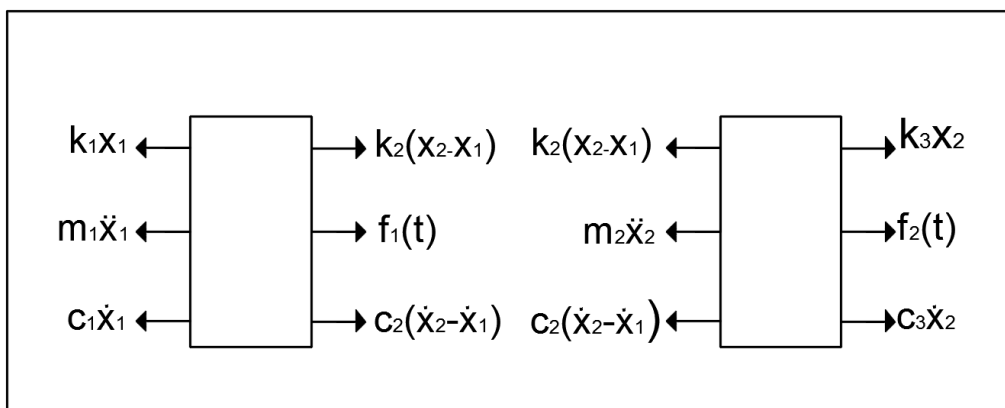 k₁x₁ k₂(x₂-x₁) k₂(x₂-x₁) k₃x₂
m₁ẍ₁ f₁(t) m₂ẍ₂ f₂(t)
c₁ẋ₁ c₂(ẋ₂-ẋ₁) c₂(ẋ₂-ẋ₁) c₃ẋ₂